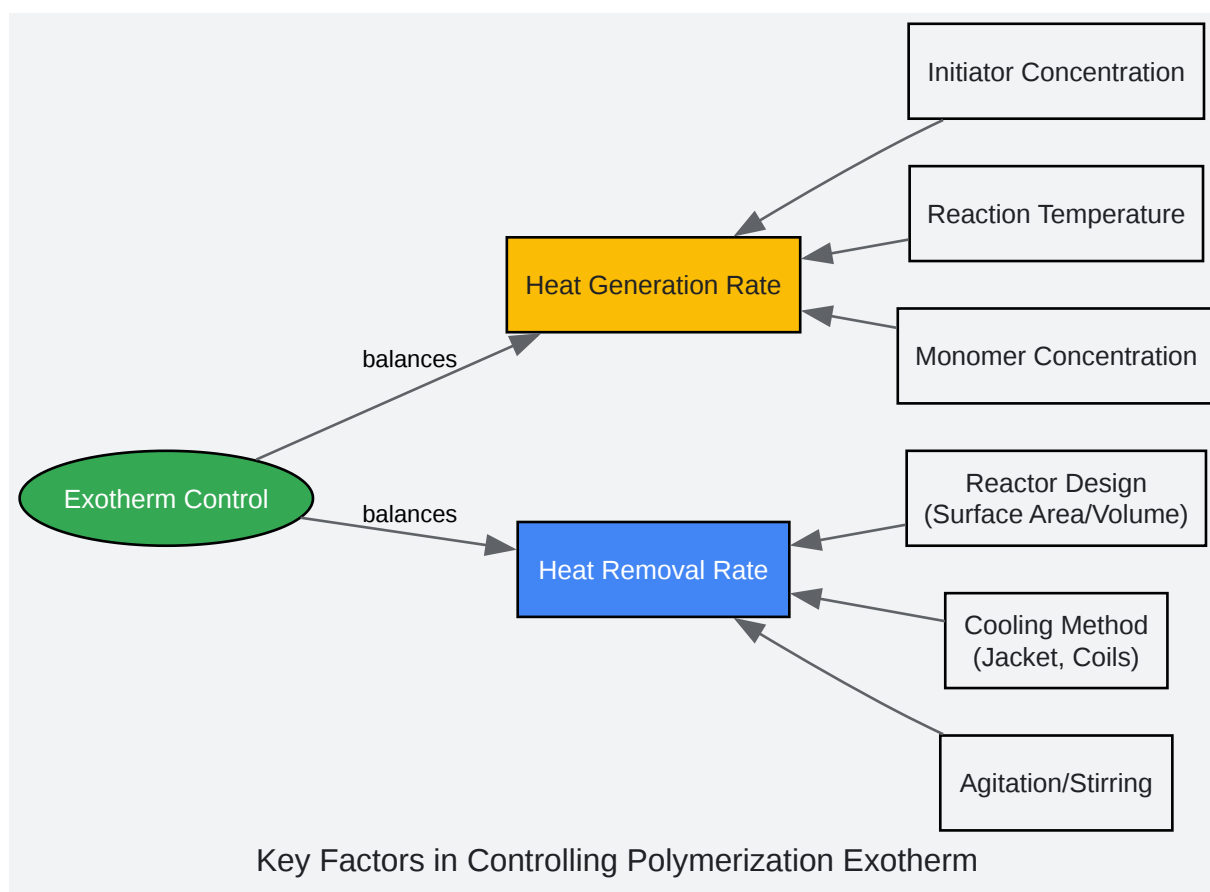 Initiator Concentration
Reaction Temperature
Heat Generation Rate
Monomer Concentration
balances
Exotherm Control
balances
Reactor Design
(Surface Area/Volume)
Heat Removal Rate
Cooling Method
(Jacket, Coils)
Agitation/Stirring
Key Factors in Controlling Polymerization Exotherm